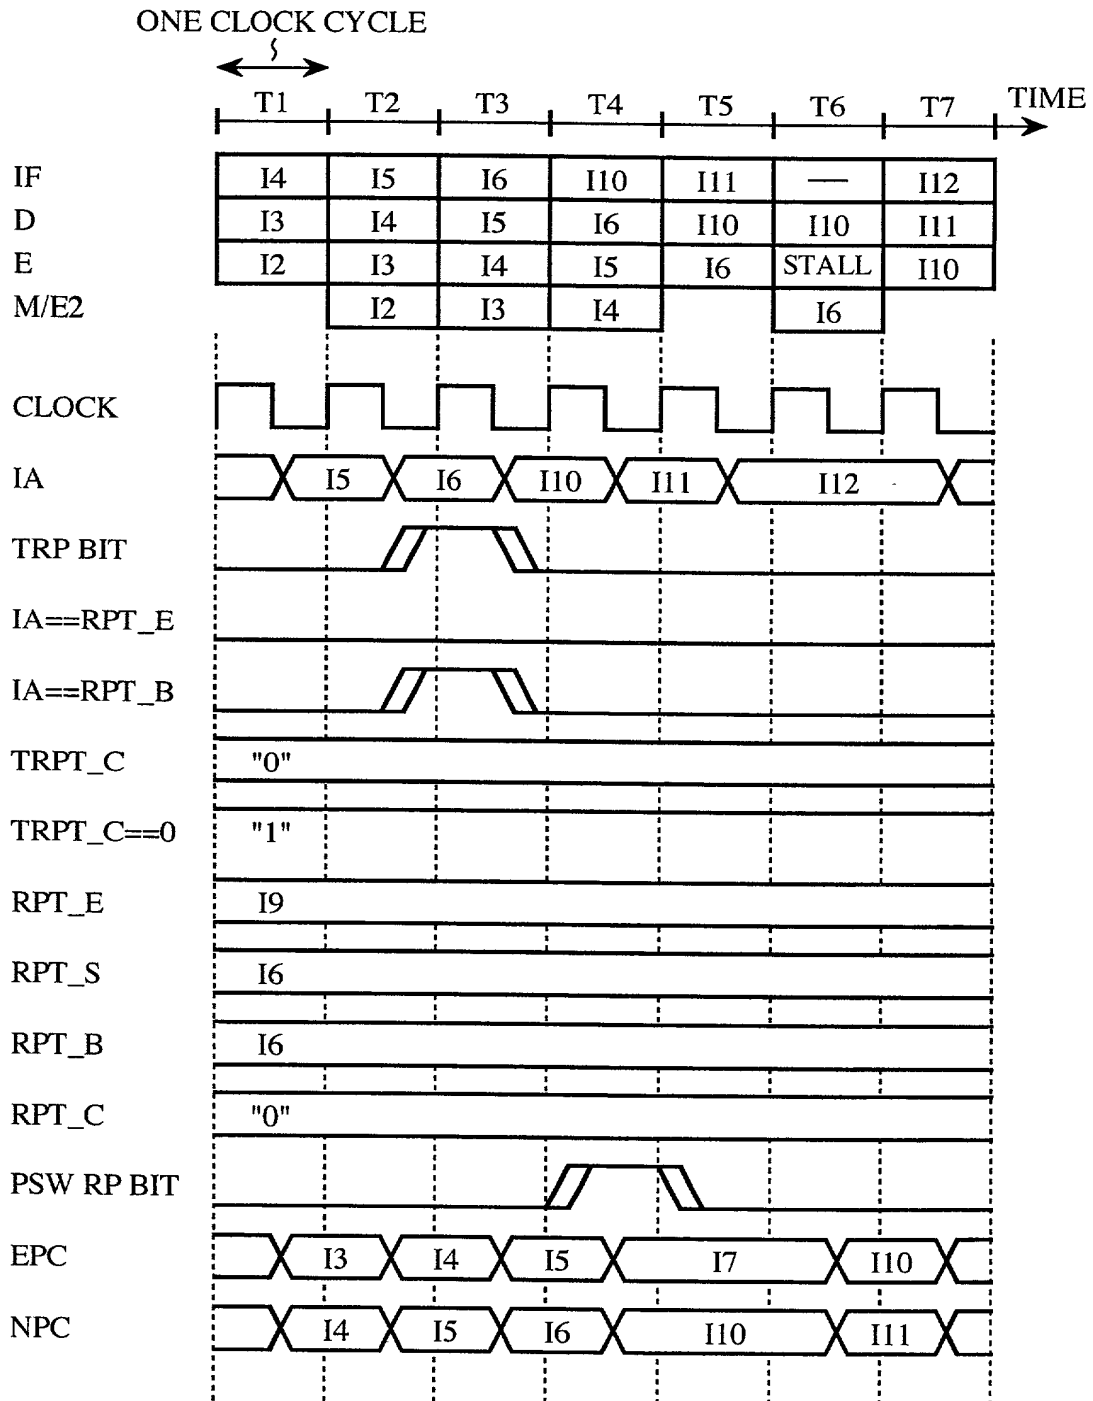 ONE CLOCK CYCLE
T1 T2 T3 T4 T5 T6 T7 TIME
IF I4 I5 I6 I10 I11 — I12
D I3 I4 I5 I6 I10 I10 I11
E I2 I3 I4 I5 I6 STALL I10
M/E2 I2 I3 I4 I6
CLOCK
IA I5 I6 I10 I11 I12
TRP BIT
IA==RPT_E
IA==RPT_B
TRPT_C "0"
TRPT_C==0 "1"
RPT_E I9
RPT_S I6
RPT_B I6
RPT_C "0"
PSW RP BIT
EPC I3 I4 I5 I7 I10
NPC I4 I5 I6 I10 I11